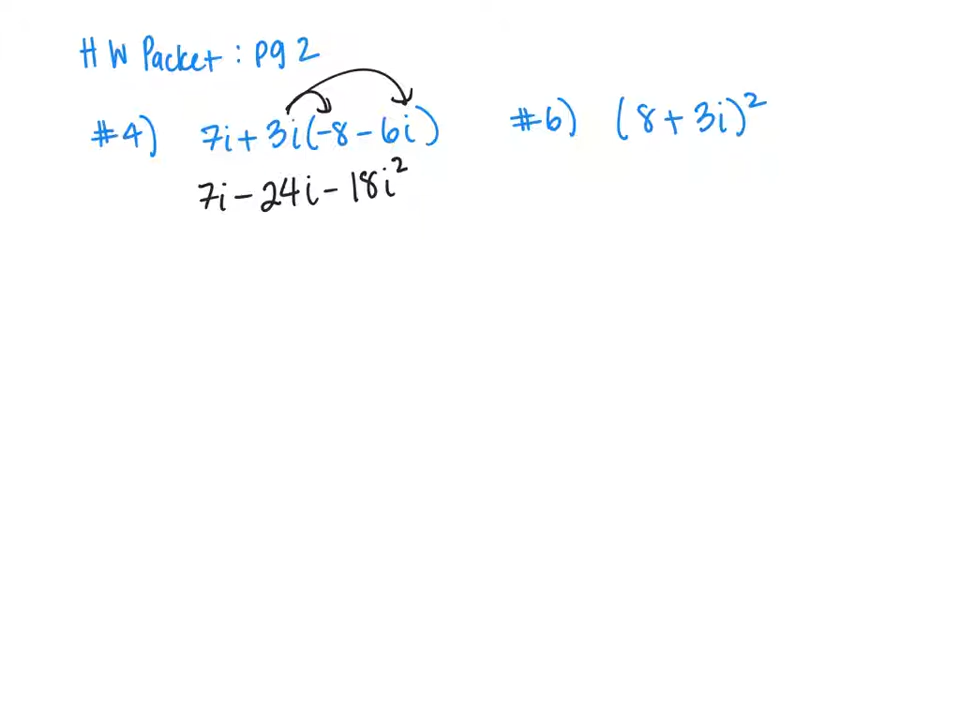 HW Packet: pg 2
#4) 7i + 3i(-8 - 6i)
7i - 24i - 18i²
#6) (8 + 3i)²